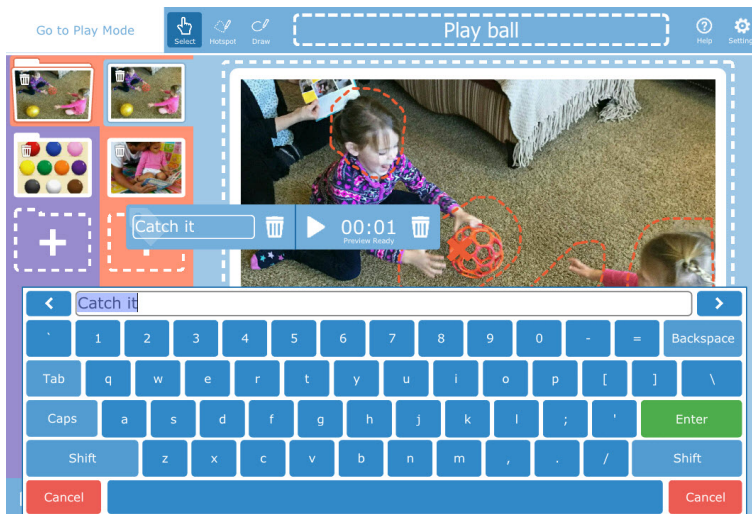 Go to Play Mode
Select
Hotspot
Draw
Play ball
Help
Setting
Catch it
00:01
Preview Ready
Catch it
` 1 2 3 4 5 6 7 8 9 0 - = Backspace
Tab q w e r t y u i o p [ ] \
Caps a s d f g h j k l ; ' Enter
Shift z x c v b n m , . / Shift
Cancel Cancel